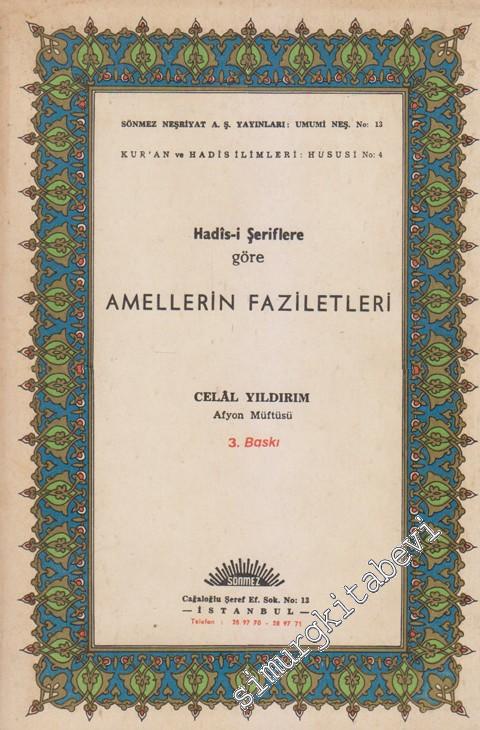 SÖNMEZ NEŞRİYAT A. Ş. YAYINLARI: UMUMİ NEŞ. No: 13
KUR'AN ve HADİS İLİMLERİ: HUSUSİ No: 4
Hadîs-i Şeriflere
göre
AMELLERİN FAZİLETLERİ
CELÂL YILDIRIM
Afyon Müftüsü
3. Baskı
SÖNMEZ
Cağaloğlu Şeref Ef. Sok. No: 13
— İSTANBUL —
Telefon : 26 97 70 - 28 97 71
simurgkitabevi